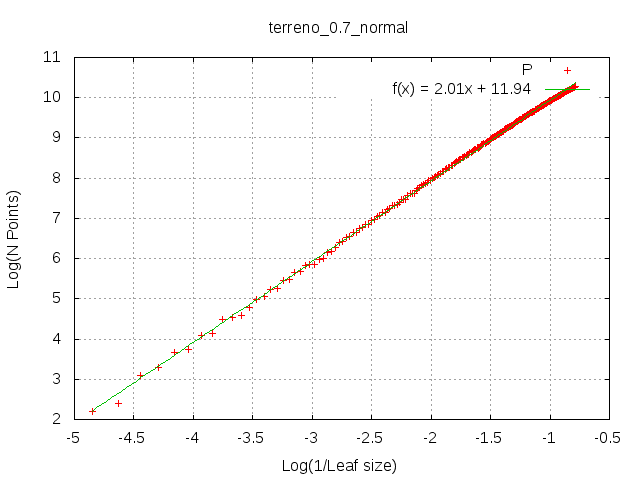 terreno_0.7_normal
11
10
9
8
7
6
5
4
3
2
Log(N Points)
P
f(x) = 2.01x + 11.94
-5 -4.5 -4 -3.5 -3 -2.5 -2 -1.5 -1 -0.5
Log(1/Leaf size)